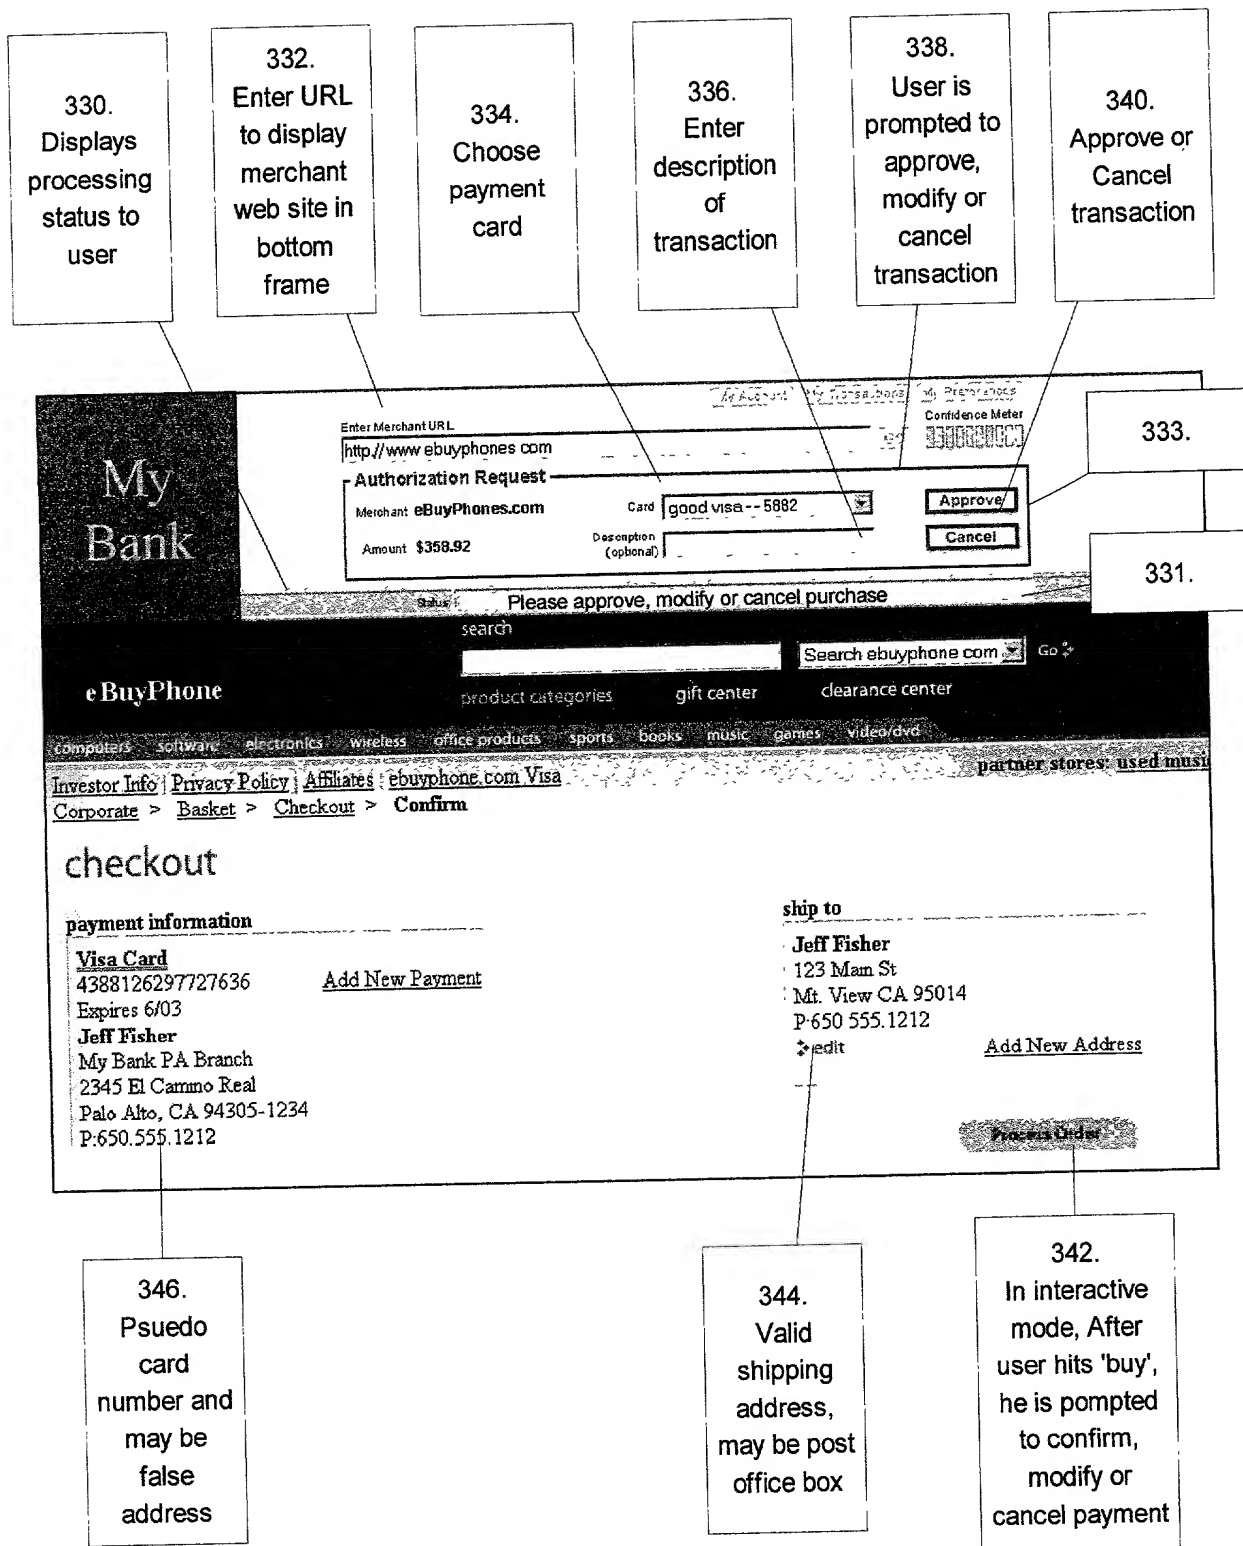 330.
Displays
processing
status to
user
332.
Enter URL
to display
merchant
web site in
bottom
frame
334.
Choose
payment
card
336.
Enter
description
of
transaction
338.
User is
prompted to
approve,
modify or
cancel
transaction
340.
Approve or
Cancel
transaction
My
Bank
My Account My Transactions My Preferences
Enter Merchant URL
Confidence Meter
http://www ebuyphones com
333.
Authorization Request
Merchant eBuyPhones.com
Card good visa -- 5882
Approve
Amount $358.92
Description
(optional)
Cancel
331.
Status
Please approve, modify or cancel purchase
search
Search ebuyphone com
Go
eBuyPhone
product categories gift center clearance center
computers software electronics wireless office products sports books music games video/dvd
Investor Info | Privacy Policy | Affiliates | ebuyphone.com Visa
partner stores: used musi
Corporate > Basket > Checkout > Confirm
checkout
payment information
Visa Card
4388126297727636
Add New Payment
Expires 6/03
Jeff Fisher
My Bank PA Branch
2345 El Camino Real
Palo Alto, CA 94305-1234
P:650.555.1212
ship to
Jeff Fisher
123 Main St
Mt. View CA 95014
P:650 555.1212
edit
Add New Address
Process Order
346.
Psuedo
card
number and
may be
false
address
344.
Valid
shipping
address,
may be post
office box
342.
In interactive
mode, After
user hits 'buy',
he is pompted
to confirm,
modify or
cancel payment